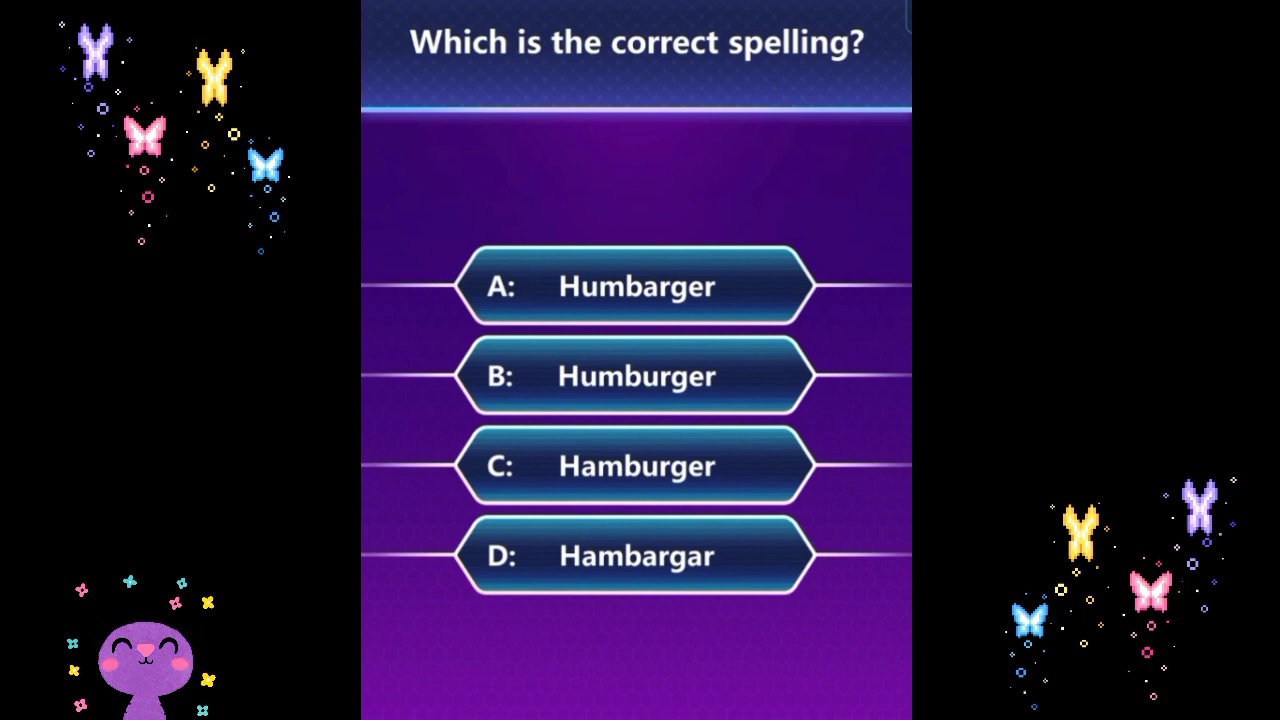 Which is the correct spelling?
A: Humbarger
B: Humburger
C: Hamburger
D: Hambargar